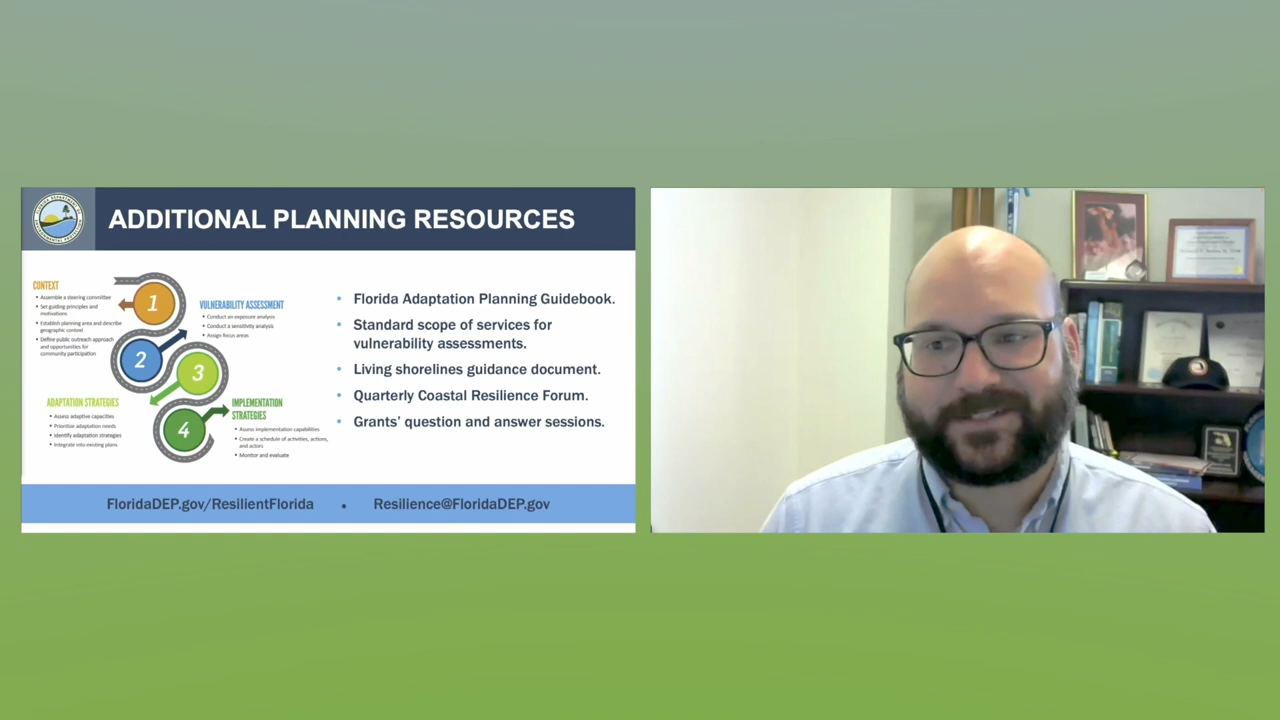 ADDITIONAL PLANNING RESOURCES
CONTEXT
• Assemble a steering committee
• Set guiding principles and
motivations
• Establish planning area and describe
geographic context
• Define public outreach approach
and opportunities for
community participation
1
VULNERABILITY ASSESSMENT
• Conduct an exposure analysis
• Conduct a sensitivity analysis
• Assign focus areas
2
3
ADAPTATION STRATEGIES
• Assess adaptive capacities
• Prioritize adaptation needs
• Identify adaptation strategies
• Integrate into existing plans
4
IMPLEMENTATION
STRATEGIES
• Assess implementation capabilities
• Create a schedule of activities, actions,
and actors
• Monitor and evaluate
• Florida Adaptation Planning Guidebook.
• Standard scope of services for
vulnerability assessments.
• Living shorelines guidance document.
• Quarterly Coastal Resilience Forum.
• Grants’ question and answer sessions.
FloridaDEP.gov/ResilientFlorida • Resilience@FloridaDEP.gov